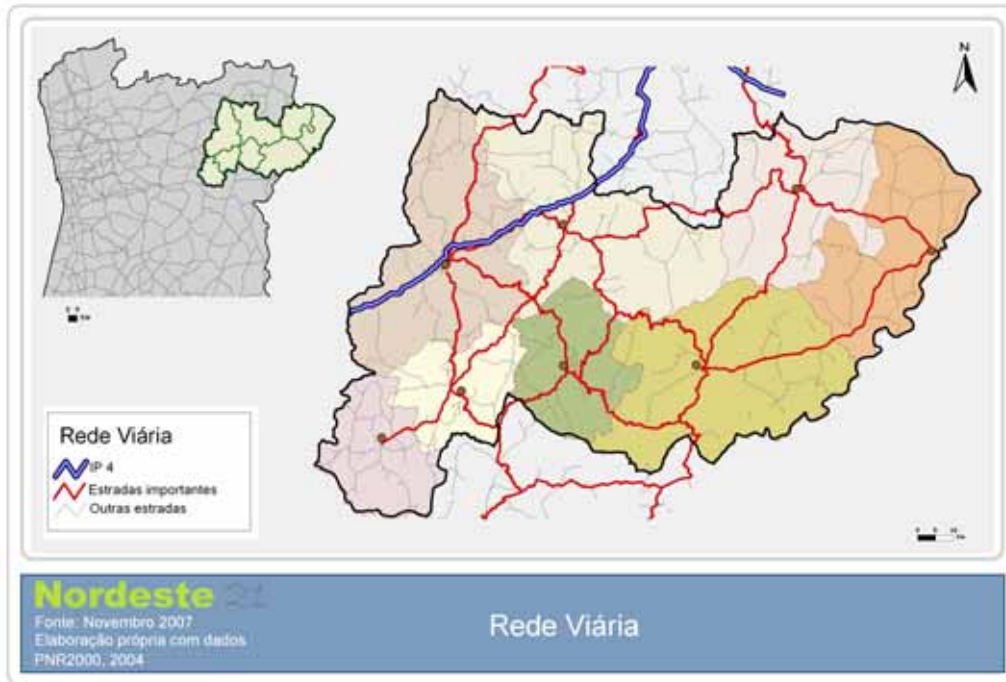 N
Rede Viária
IP 4
Estradas importantes
Outras estradas
Nordeste 21
Fonte: Novembro 2007
Elaboração própria com dados
PNR2000, 2004
Rede Viária